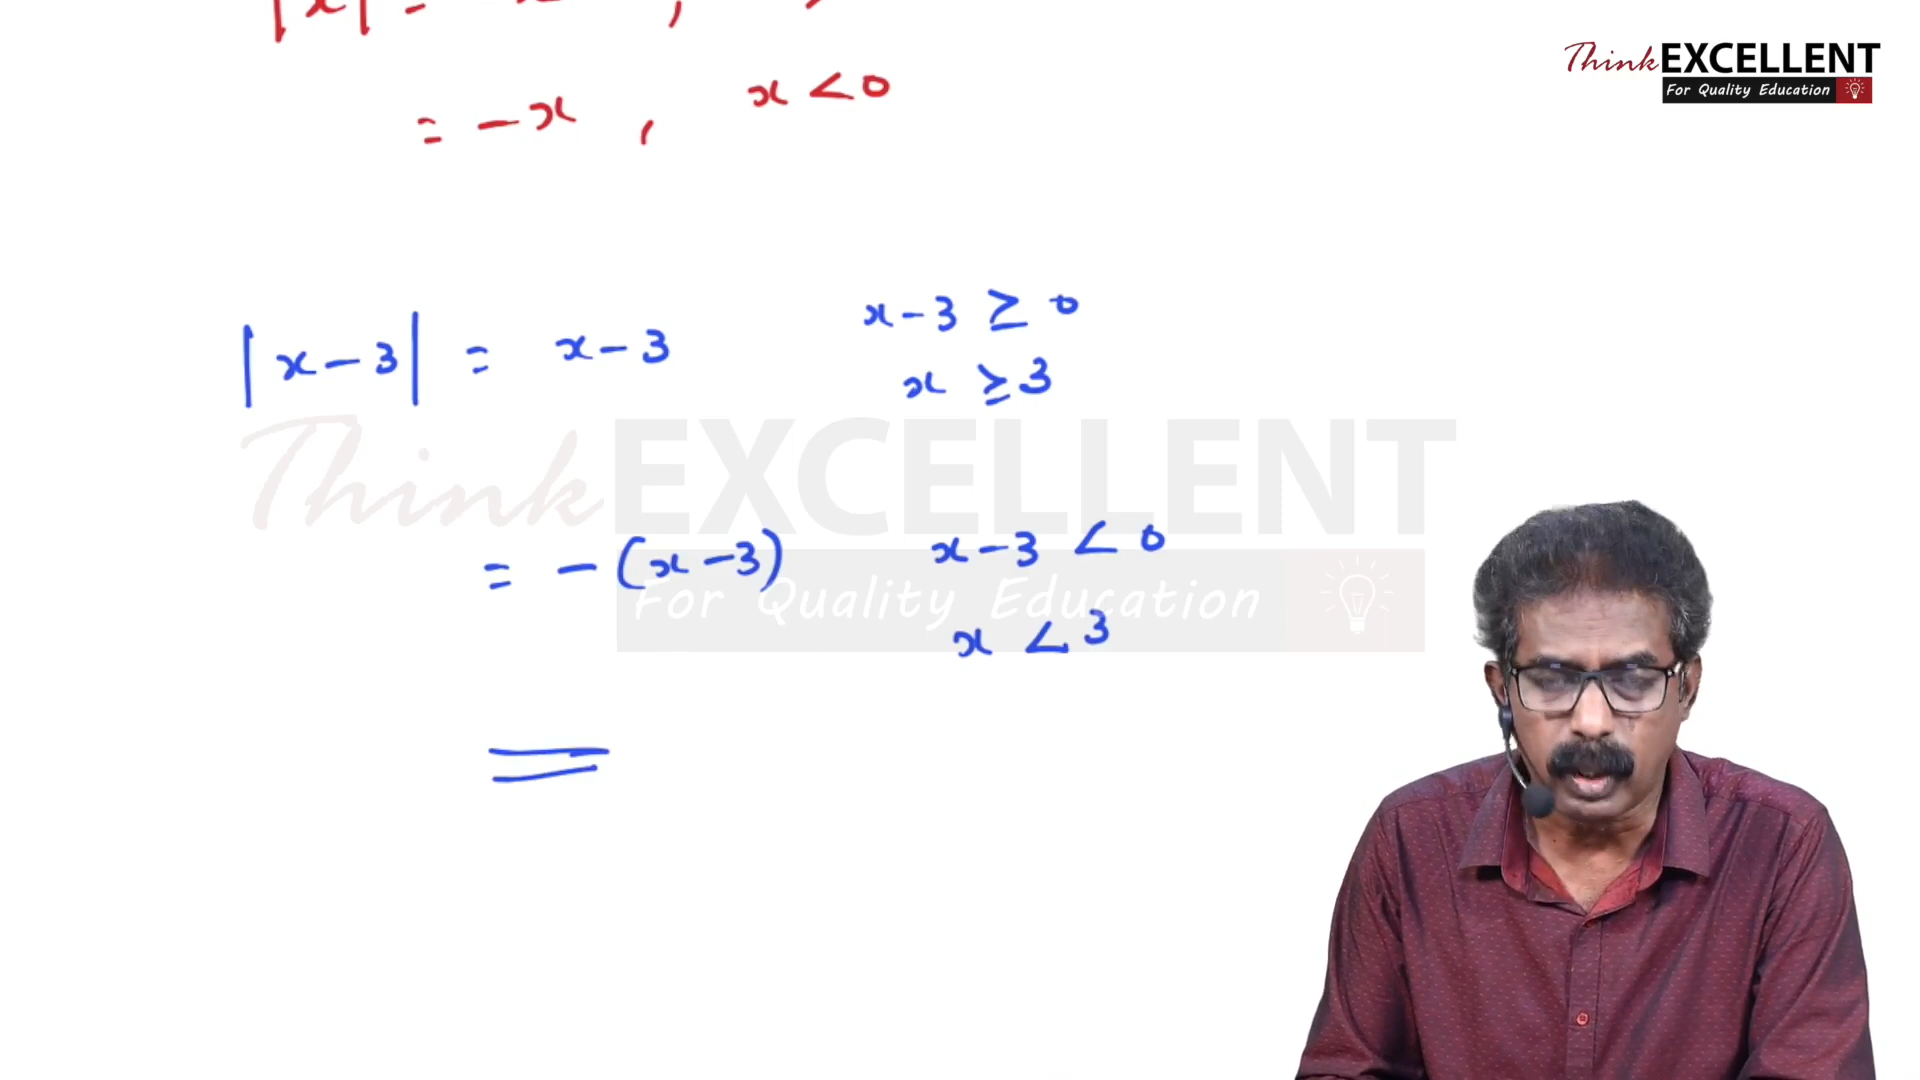 |x| =
= -x , x < 0
Think EXCELLENT
For Quality Education
|x-3| = x-3 x-3 ≥ 0
x ≥ 3
Think EXCELLENT
For Quality Education
= -(x-3) x-3 < 0
x < 3